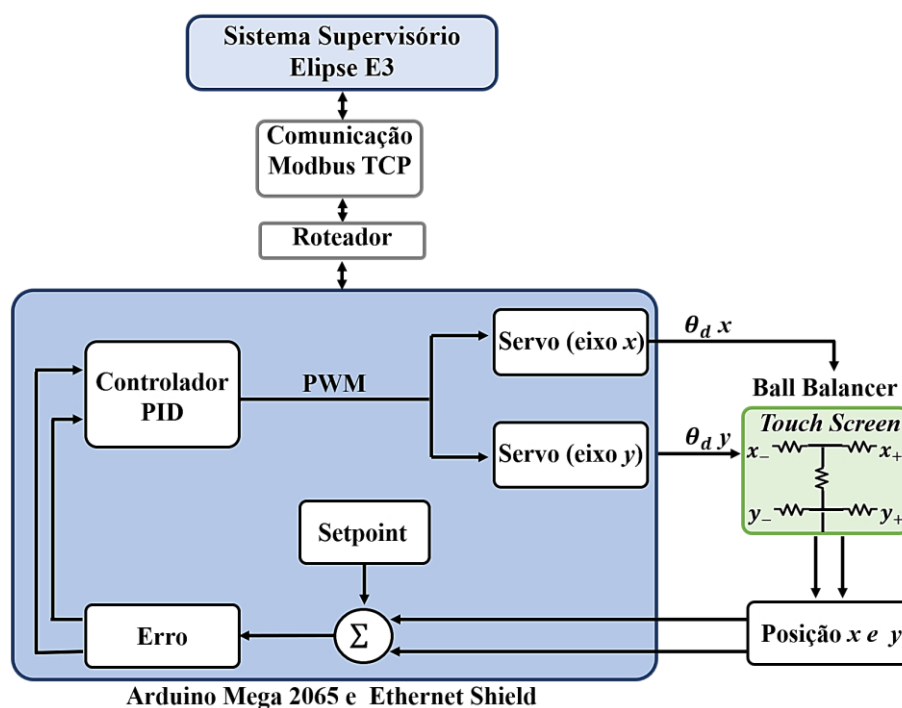 Sistema Supervisório
Elipse E3
Comunicação
Modbus TCP
Roteador
Controlador
PID
PWM
Servo (eixo x)
Servo (eixo y)
θd x
θd y
Ball Balancer
Touch Screen
x− x+
y− y+
Setpoint
Erro
Σ
Posição x e y
Arduino Mega 2065 e Ethernet Shield